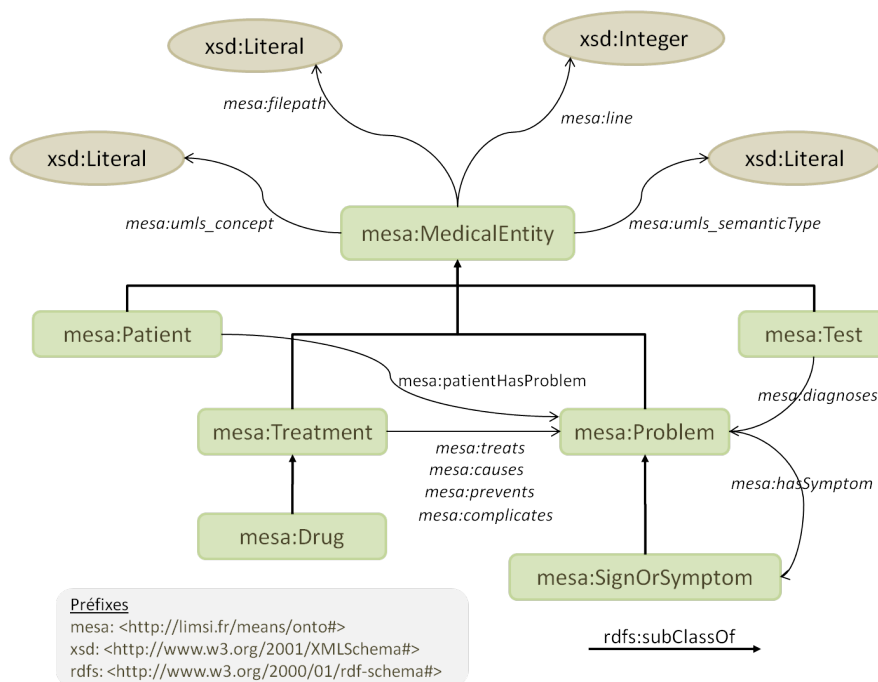 xsd:Literal
xsd:Integer
mesa:filepath
mesa:line
xsd:Literal
xsd:Literal
mesa:umls_concept
mesa:umls_semanticType
mesa:MedicalEntity
mesa:Patient
mesa:Test
mesa:patientHasProblem
mesa:diagnoses
mesa:Treatment
mesa:Problem
mesa:treats
mesa:causes
mesa:prevents
mesa:complicates
mesa:hasSymptom
mesa:Drug
mesa:SignOrSymptom
Préfixes
mesa: <http://limsi.fr/means/onto#>
xsd: <http://www.w3.org/2001/XMLSchema#>
rdfs: <http://www.w3.org/2000/01/rdf-schema#>
rdfs:subClassOf